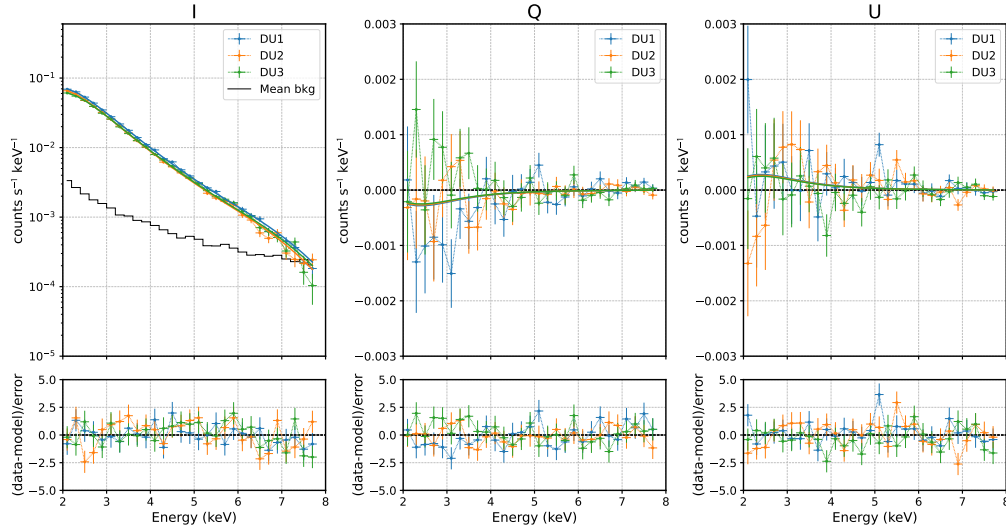 I
Q
U
DU1
DU2
DU3
Mean bkg
DU1
DU2
DU3
DU1
DU2
DU3
counts s⁻¹ keV⁻¹
10⁻¹
10⁻²
10⁻³
10⁻⁴
10⁻⁵
counts s⁻¹ keV⁻¹
0.003
0.002
0.001
0.000
−0.001
−0.002
−0.003
counts s⁻¹ keV⁻¹
0.003
0.002
0.001
0.000
−0.001
−0.002
−0.003
(data-model)/error
5.0
2.5
0.0
−2.5
−5.0
2 3 4 5 6 7 8
Energy (keV)
(data-model)/error
5.0
2.5
0.0
−2.5
−5.0
2 3 4 5 6 7 8
Energy (keV)
(data-model)/error
5.0
2.5
0.0
−2.5
−5.0
2 3 4 5 6 7 8
Energy (keV)